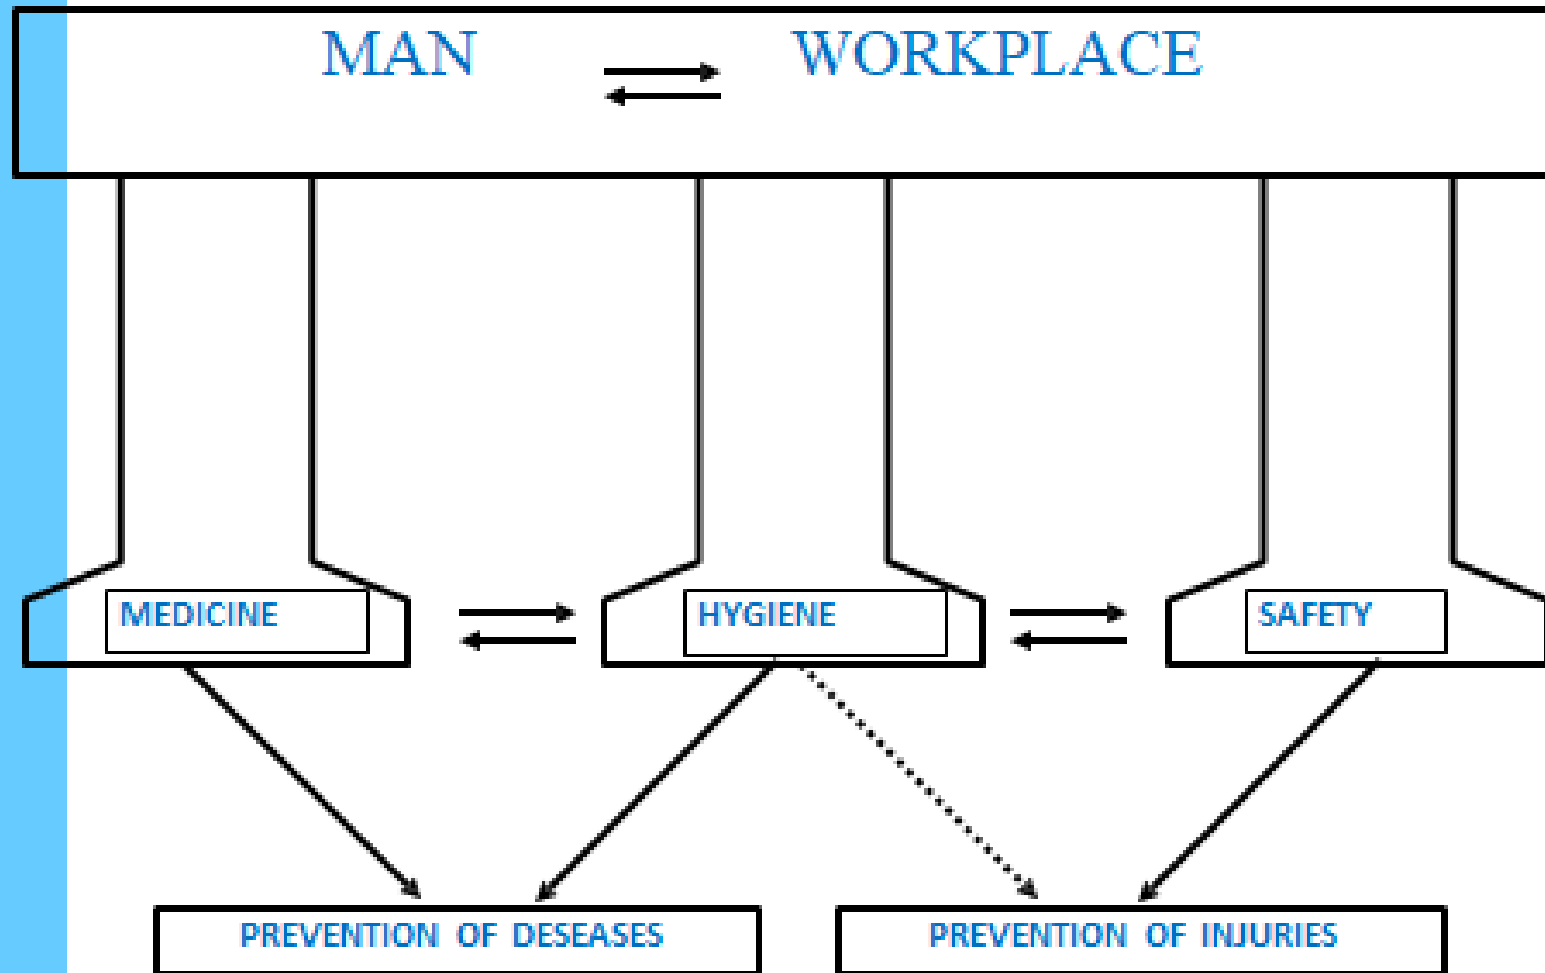 MAN WORKPLACE
MEDICINE HYGIENE SAFETY
PREVENTION OF DESEASES PREVENTION OF INJURIES